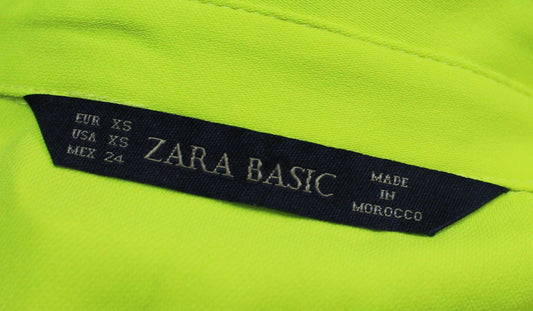 EUR XS
USA XS
MEX 24
ZARA BASIC
MADE
IN
MOROCCO